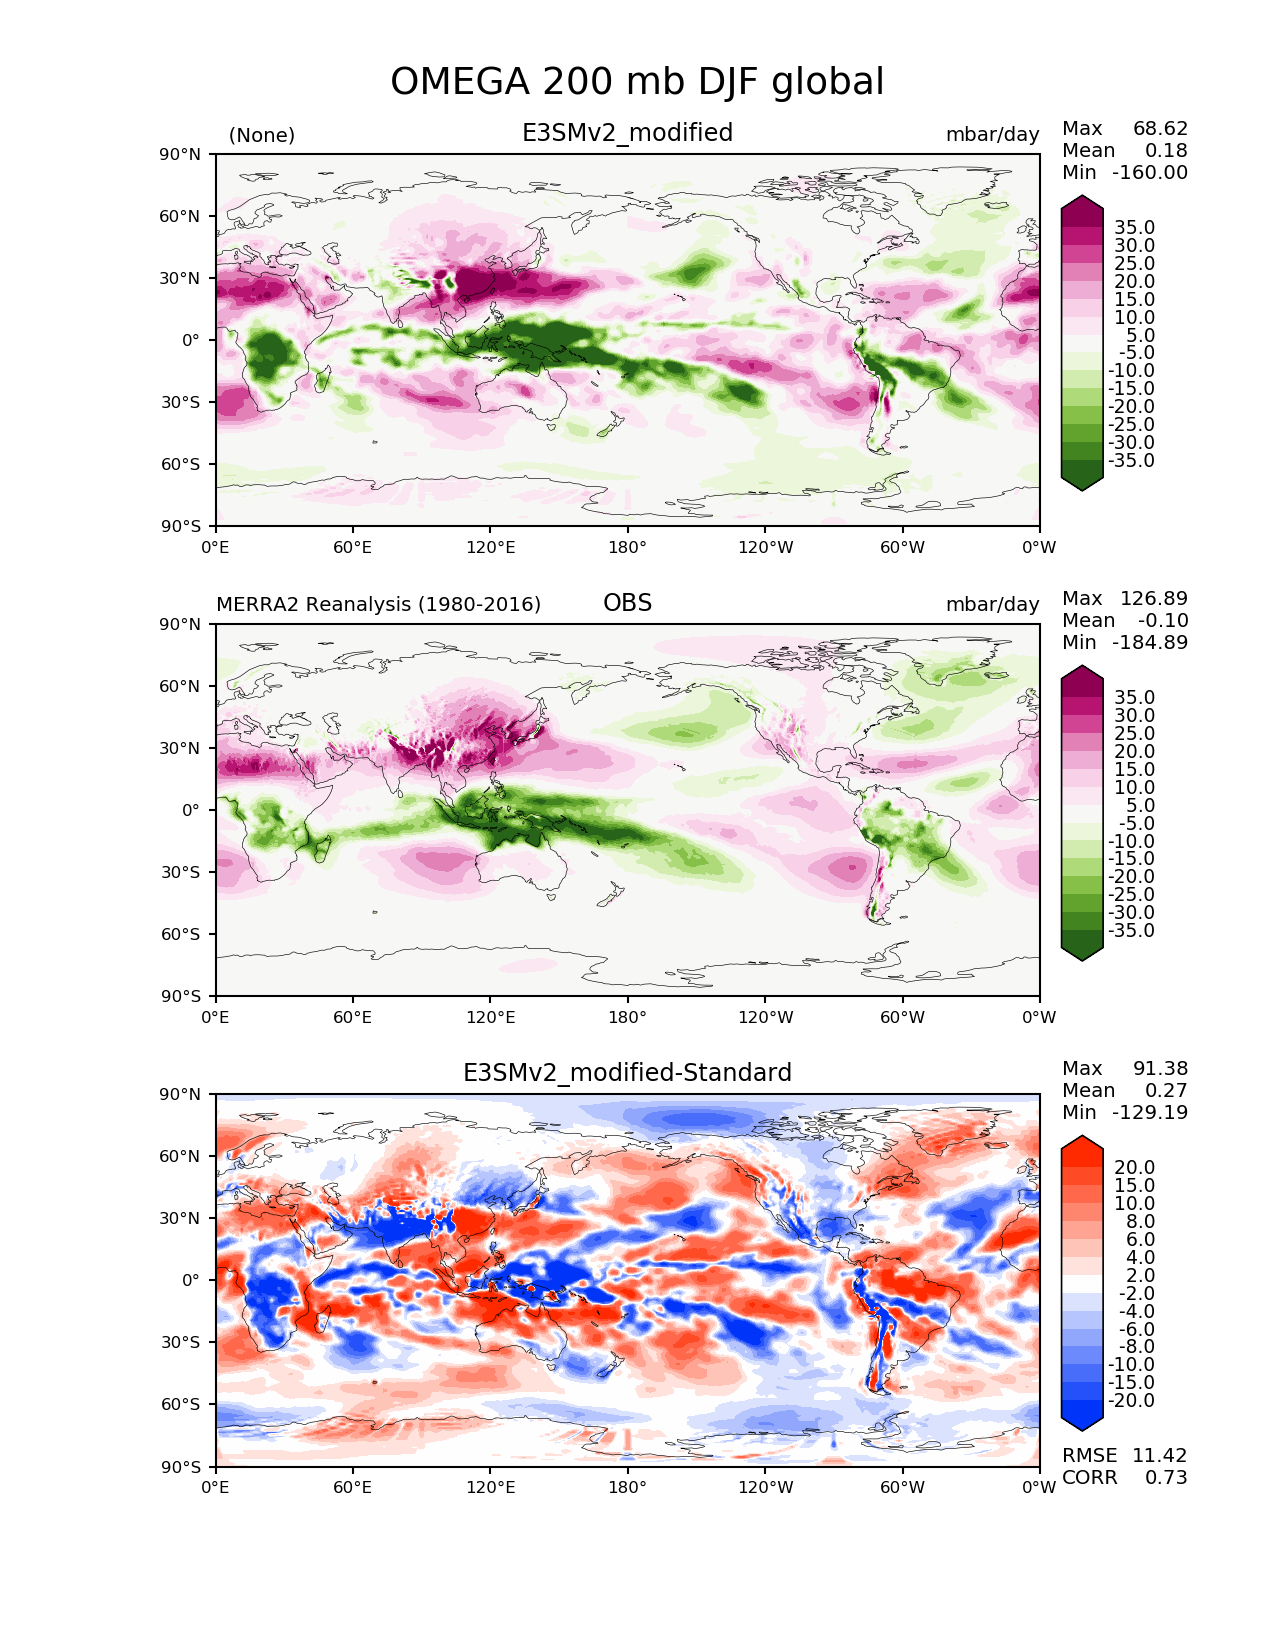 OMEGA 200 mb DJF global
(None) E3SMv2_modified mbar/day
Max 68.62
Mean 0.18
Min -160.00
90°N
60°N
30°N
0°
30°S
60°S
90°S
0°E 60°E 120°E 180° 120°W 60°W 0°W
35.0
30.0
25.0
20.0
15.0
10.0
5.0
-5.0
-10.0
-15.0
-20.0
-25.0
-30.0
-35.0
MERRA2 Reanalysis (1980-2016) OBS mbar/day
Max 126.89
Mean -0.10
Min -184.89
90°N
60°N
30°N
0°
30°S
60°S
90°S
0°E 60°E 120°E 180° 120°W 60°W 0°W
35.0
30.0
25.0
20.0
15.0
10.0
5.0
-5.0
-10.0
-15.0
-20.0
-25.0
-30.0
-35.0
E3SMv2_modified-Standard
Max 91.38
Mean 0.27
Min -129.19
90°N
60°N
30°N
0°
30°S
60°S
90°S
0°E 60°E 120°E 180° 120°W 60°W 0°W
20.0
15.0
10.0
8.0
6.0
4.0
2.0
-2.0
-4.0
-6.0
-8.0
-10.0
-15.0
-20.0
RMSE 11.42
CORR 0.73